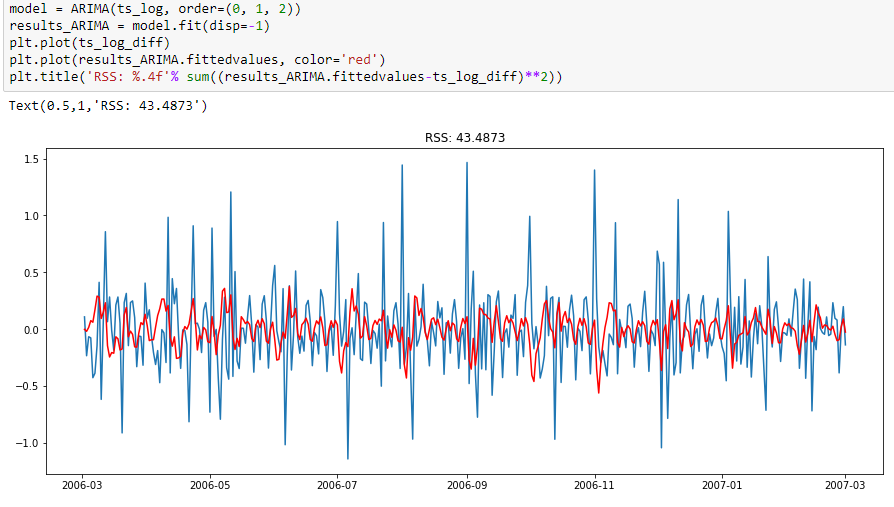 model = ARIMA(ts_log, order=(0, 1, 2))
results_ARIMA = model.fit(disp=-1)
plt.plot(ts_log_diff)
plt.plot(results_ARIMA.fittedvalues, color='red')
plt.title('RSS: %.4f'% sum((results_ARIMA.fittedvalues-ts_log_diff)**2))
Text(0.5,1,'RSS: 43.4873')
RSS: 43.4873
1.5
1.0
0.5
0.0
−0.5
−1.0
2006-03 2006-05 2006-07 2006-09 2006-11 2007-01 2007-03